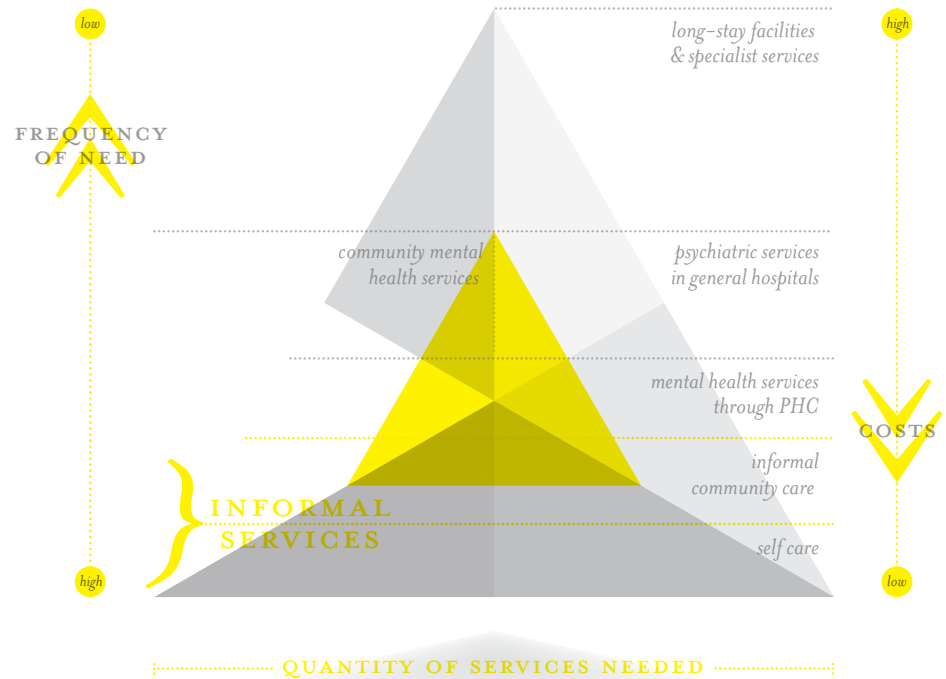 low
high
long–stay facilities
& specialist services
FREQUENCY
OF NEED
community mental
health services
psychiatric services
in general hospitals
mental health services
through PHC
COSTS
informal
community care
INFORMAL
SERVICES
self care
high
low
QUANTITY OF SERVICES NEEDED